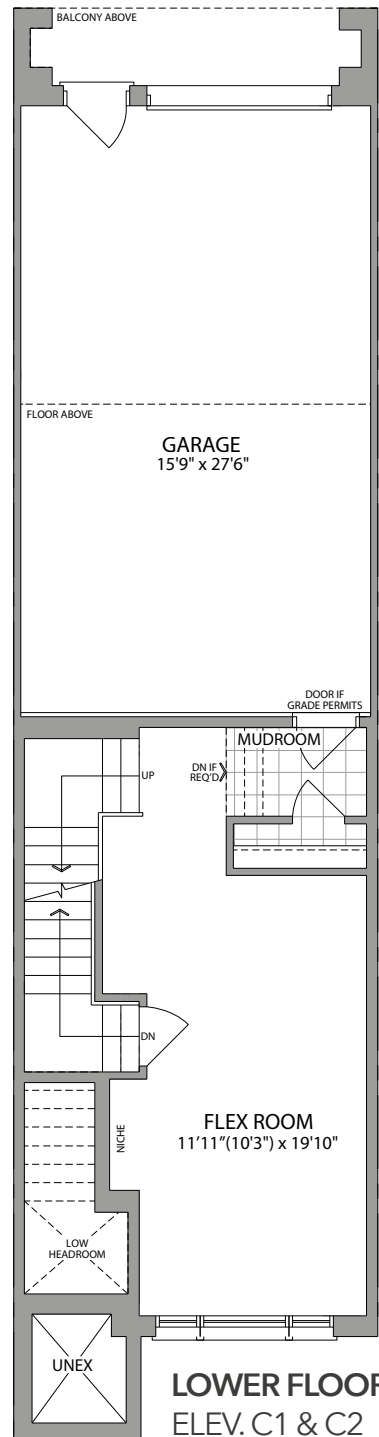 BALCONY ABOVE
FLOOR ABOVE
GARAGE
15'9" x 27'6"
DOOR IF
GRADE PERMITS
MUDROOM
DN IF
REQ'D
UP
DN
FLEX ROOM
11'11"(10'3") x 19'10"
NICHE
LOW
HEADROOM
UNEX
LOWER FLOOR
ELEV. C1 & C2